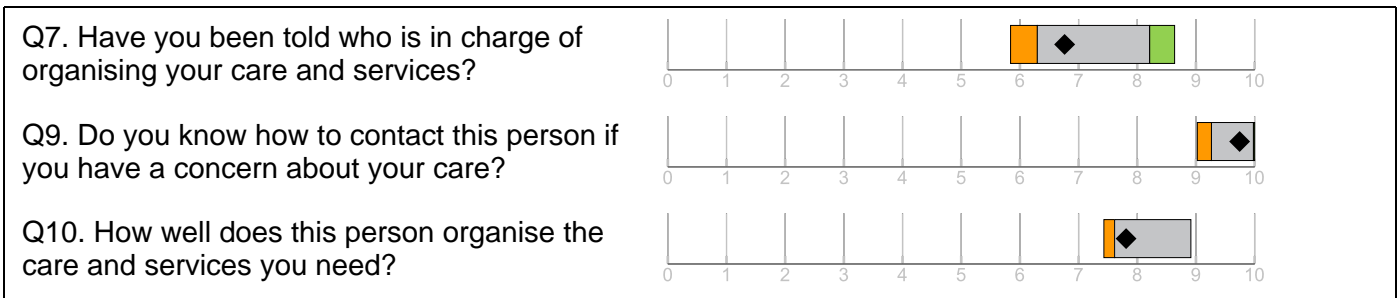 Q7. Have you been told who is in charge of
organising your care and services?
0 1 2 3 4 5 6 7 8 9 10
Q9. Do you know how to contact this person if
you have a concern about your care?
0 1 2 3 4 5 6 7 8 9 10
Q10. How well does this person organise the
care and services you need?
0 1 2 3 4 5 6 7 8 9 10